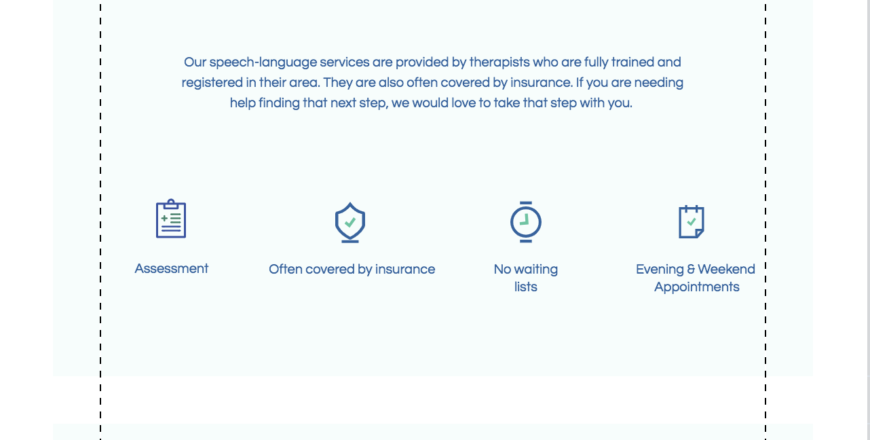 Our speech-language services are provided by therapists who are fully trained and
registered in their area. They are also often covered by insurance. If you are needing
help finding that next step, we would love to take that step with you.
Assessment
Often covered by insurance
No waiting
lists
Evening & Weekend
Appointments